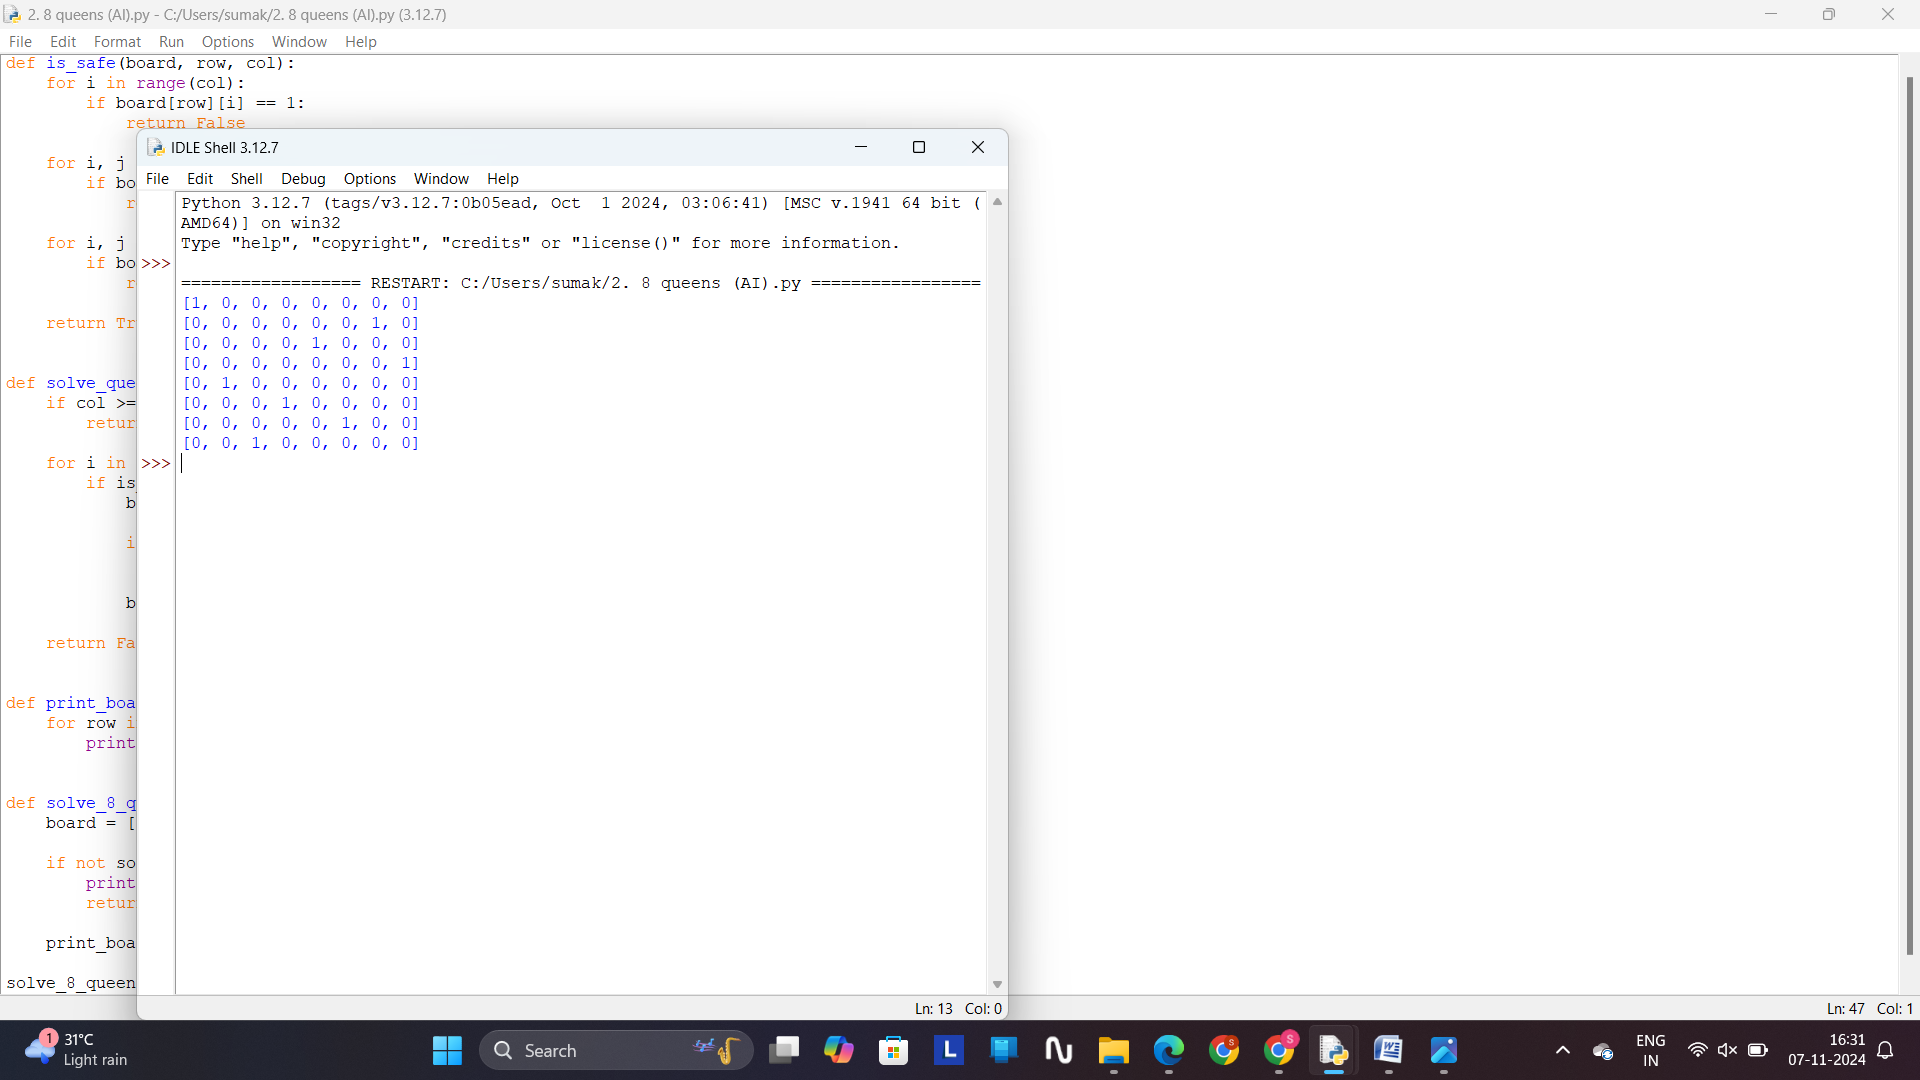 2. 8 queens (AI).py - C:/Users/sumak/2. 8 queens (AI).py (3.12.7)
File Edit Format Run Options Window Help
def is_safe(board, row, col):
for i in range(col):
if board[row][i] == 1:
return False
for i, j
if bo
r
for i, j
if bo
r
return Tr
def solve_que
if col >=
retur
for i in
if is
b
i
b
return Fa
def print_boa
for row i
print
def solve_8_q
board = [
if not so
print
retur
print_boa
solve_8_queen
IDLE Shell 3.12.7
File Edit Shell Debug Options Window Help
Python 3.12.7 (tags/v3.12.7:0b05ead, Oct  1 2024, 03:06:41) [MSC v.1941 64 bit (
AMD64)] on win32
Type "help", "copyright", "credits" or "license()" for more information.
>>>
================== RESTART: C:/Users/sumak/2. 8 queens (AI).py =================
[1, 0, 0, 0, 0, 0, 0, 0]
[0, 0, 0, 0, 0, 0, 1, 0]
[0, 0, 0, 0, 1, 0, 0, 0]
[0, 0, 0, 0, 0, 0, 0, 1]
[0, 1, 0, 0, 0, 0, 0, 0]
[0, 0, 0, 1, 0, 0, 0, 0]
[0, 0, 0, 0, 0, 1, 0, 0]
[0, 0, 1, 0, 0, 0, 0, 0]
>>>
Ln: 13 Col: 0
Ln: 47 Col: 1
1
31°C
Light rain
Search
L
S
S
W
ENG
IN
16:31
07-11-2024